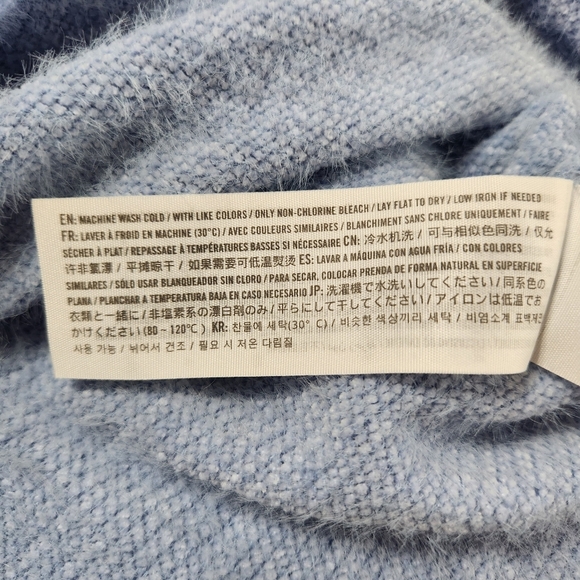 EN: MACHINE WASH COLD / WITH LIKE COLORS / ONLY NON-CHLORINE BLEACH / LAY FLAT TO DRY / LOW IRON IF NEEDED
FR: LAVER À FROID EN MACHINE (30°C) / AVEC COULEURS SIMILAIRES / BLANCHIMENT SANS CHLORE UNIQUEMENT / FAIRE
SÉCHER À PLAT / REPASSAGE À TEMPÉRATURES BASSES SI NÉCESSAIRE CN: 冷水机洗 / 可与相似色同洗 / 仅允
许非氯漂 / 平摊晾干 / 如果需要可低温熨烫 ES: LAVAR A MÁQUINA CON AGUA FRÍA / CON COLORES
SIMILARES / SÓLO USAR BLANQUEADOR SIN CLORO / PARA SECAR, COLOCAR PRENDA DE FORMA NATURAL EN SUPERFICIE
PLANA / PLANCHAR A TEMPERATURA BAJA EN CASO NECESARIO JP: 洗濯機で水洗いしてください / 同系色の
衣類と一緒に / 非塩素系の漂白剤のみ / 平らにして干してください / アイロンは低温でお
かけください (80~120°C) KR: 찬물에 세탁(30° C) / 비슷한 색상끼리 세탁 / 비염소계 표백제만
사용 가능 / 뉘어서 건조 / 필요 시 저온 다림질